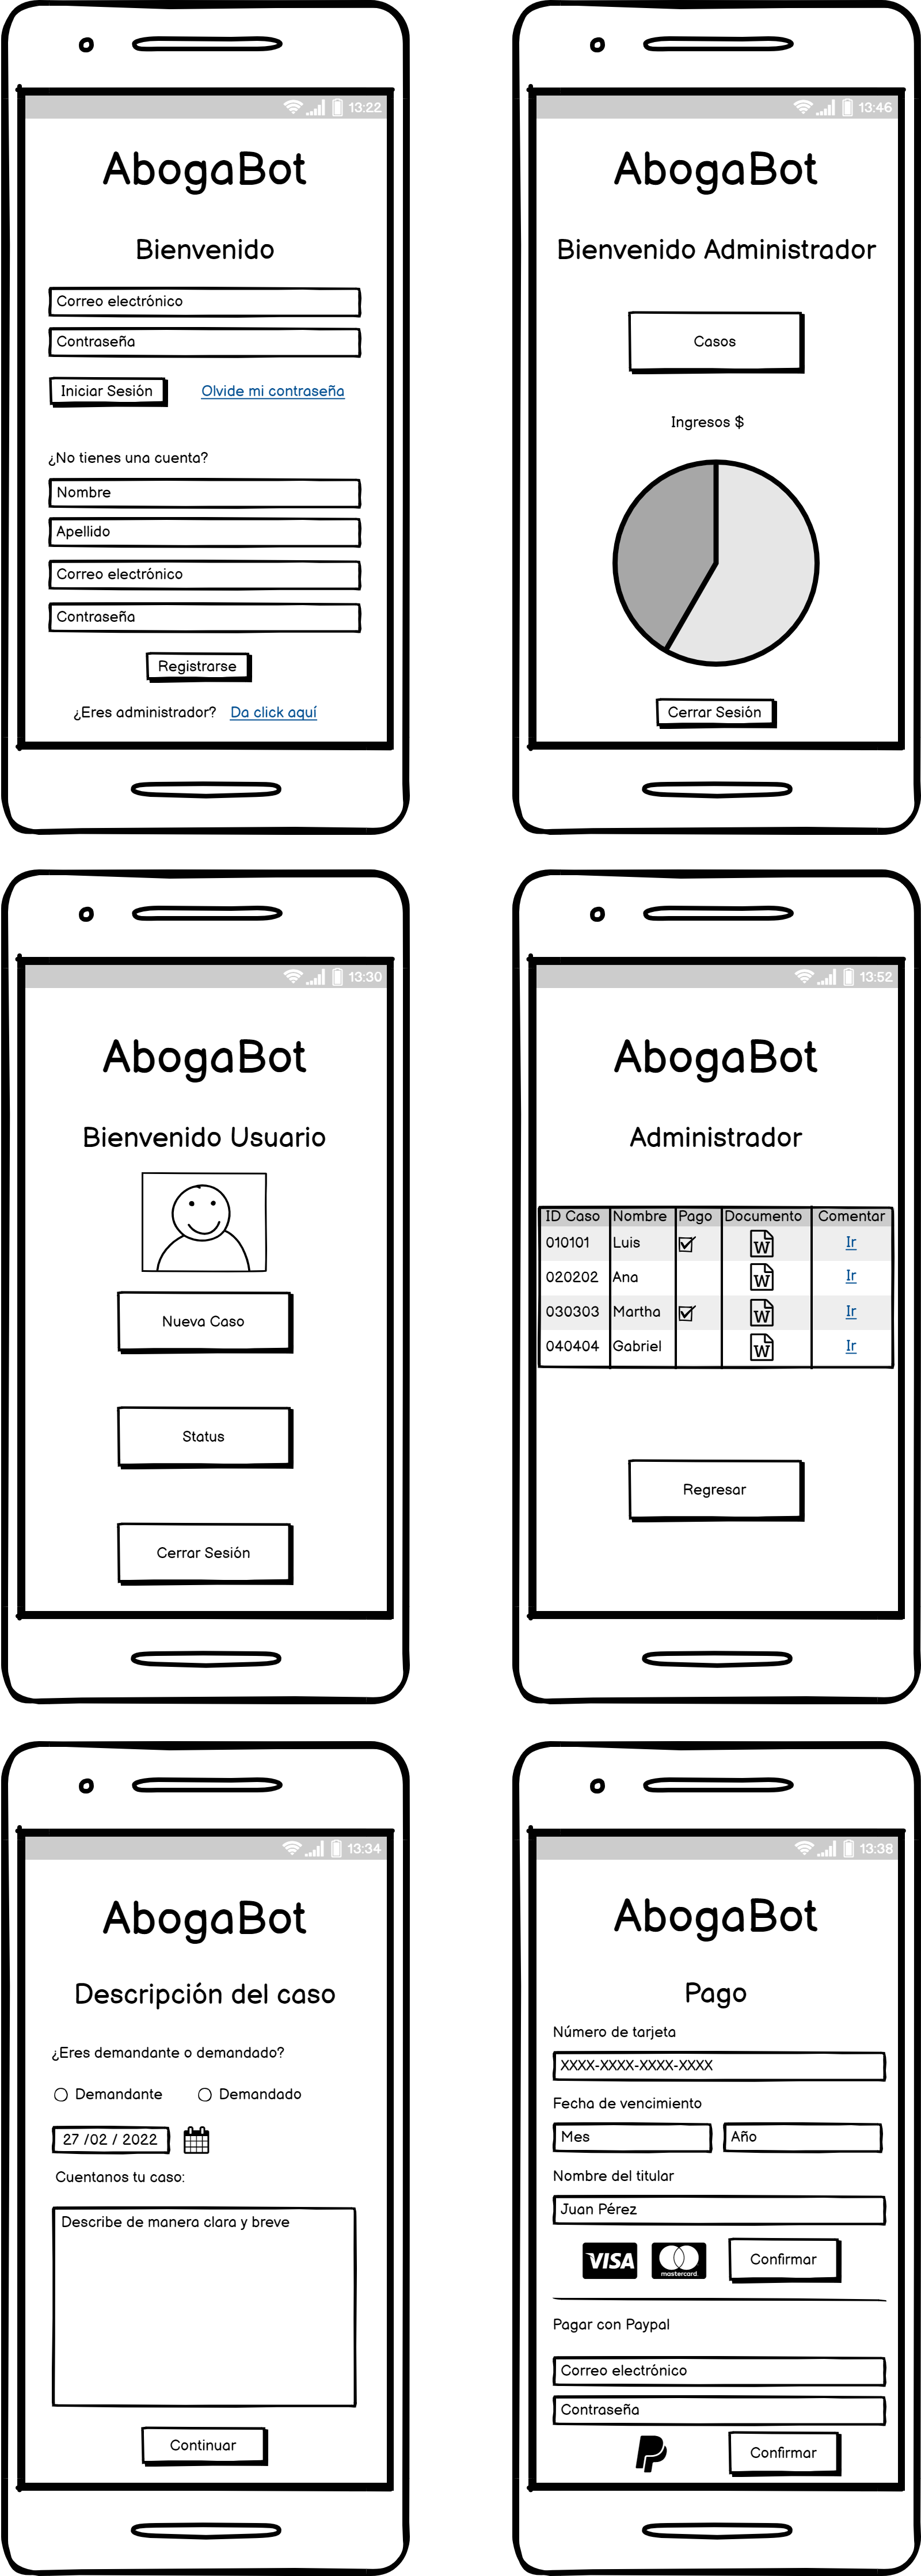 13:22
AbogaBot
Bienvenido
Correo electrónico
Contraseña
Iniciar Sesión Olvide mi contraseña
¿No tienes una cuenta?
Nombre
Apellido
Correo electrónico
Contraseña
Registrarse
¿Eres administrador? Da click aquí
13:46
AbogaBot
Bienvenido Administrador
Casos
Ingresos $
Cerrar Sesión
13:30
AbogaBot
Bienvenido Usuario
Nueva Caso
Status
Cerrar Sesión
13:52
AbogaBot
Administrador
ID Caso Nombre Pago Documento Comentar
010101 Luis W Ir
020202 Ana W Ir
030303 Martha W Ir
040404 Gabriel W Ir
Regresar
13:34
AbogaBot
Descripción del caso
¿Eres demandante o demandado?
Demandante Demandado
27 /02 / 2022
Cuentanos tu caso:
Describe de manera clara y breve
Continuar
13:38
AbogaBot
Pago
Número de tarjeta
XXXX-XXXX-XXXX-XXXX
Fecha de vencimiento
Mes Año
Nombre del titular
Juan Pérez
VISA mastercard Confirmar
Pagar con Paypal
Correo electrónico
Contraseña
Confirmar